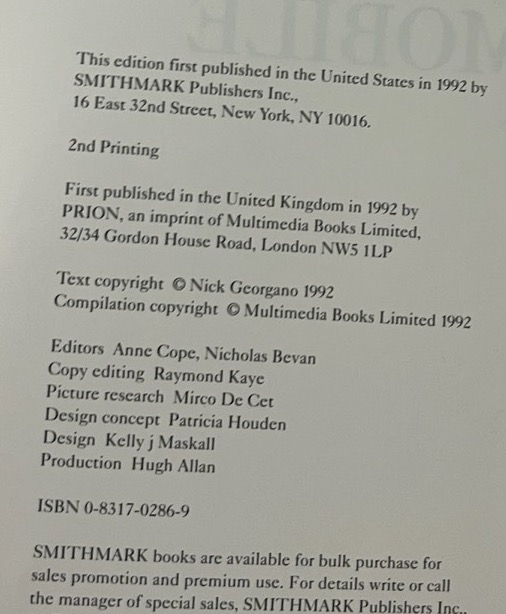 MOBILE
This edition first published in the United States in 1992 by
SMITHMARK Publishers Inc.,
16 East 32nd Street, New York, NY 10016.
2nd Printing
First published in the United Kingdom in 1992 by
PRION, an imprint of Multimedia Books Limited,
32/34 Gordon House Road, London NW5 1LP
Text copyright © Nick Georgano 1992
Compilation copyright © Multimedia Books Limited 1992
Editors Anne Cope, Nicholas Bevan
Copy editing Raymond Kaye
Picture research Mirco De Cet
Design concept Patricia Houden
Design Kelly j Maskall
Production Hugh Allan
ISBN 0-8317-0286-9
SMITHMARK books are available for bulk purchase for
sales promotion and premium use. For details write or call
the manager of special sales, SMITHMARK Publishers Inc.,